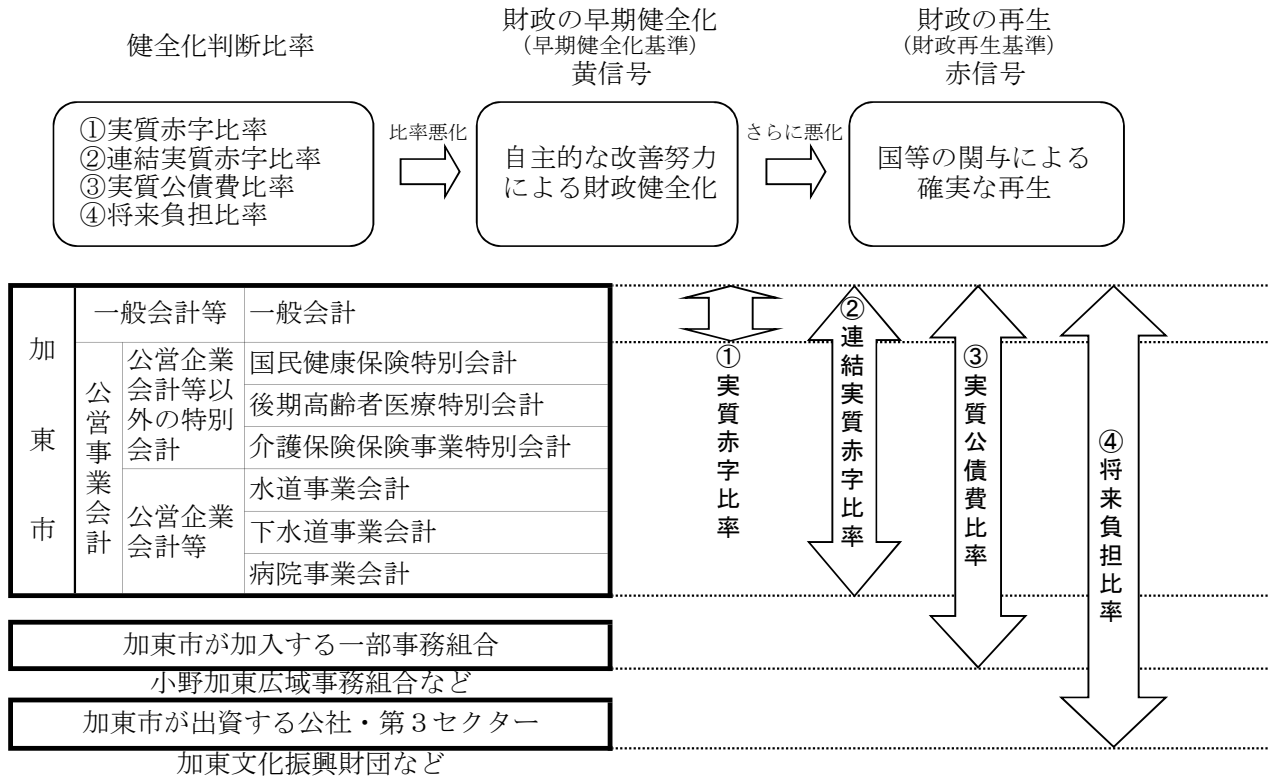 健全化判断比率
財政の早期健全化
(早期健全化基準)
黄信号
財政の再生
(財政再生基準)
赤信号
①実質赤字比率
②連結実質赤字比率
③実質公債費比率
④将来負担比率
比率悪化
自主的な改善努力
による財政健全化
さらに悪化
国等の関与による
確実な再生
加東市
一般会計等
一般会計
公営事業会計
公営企業
会計等以
外の特別
会計
国民健康保険特別会計
後期高齢者医療特別会計
介護保険保険事業特別会計
公営企業
会計等
水道事業会計
下水道事業会計
病院事業会計
①実質赤字比率
②連結実質赤字比率
③実質公債費比率
④将来負担比率
加東市が加入する一部事務組合
小野加東広域事務組合など
加東市が出資する公社・第３セクター
加東文化振興財団など